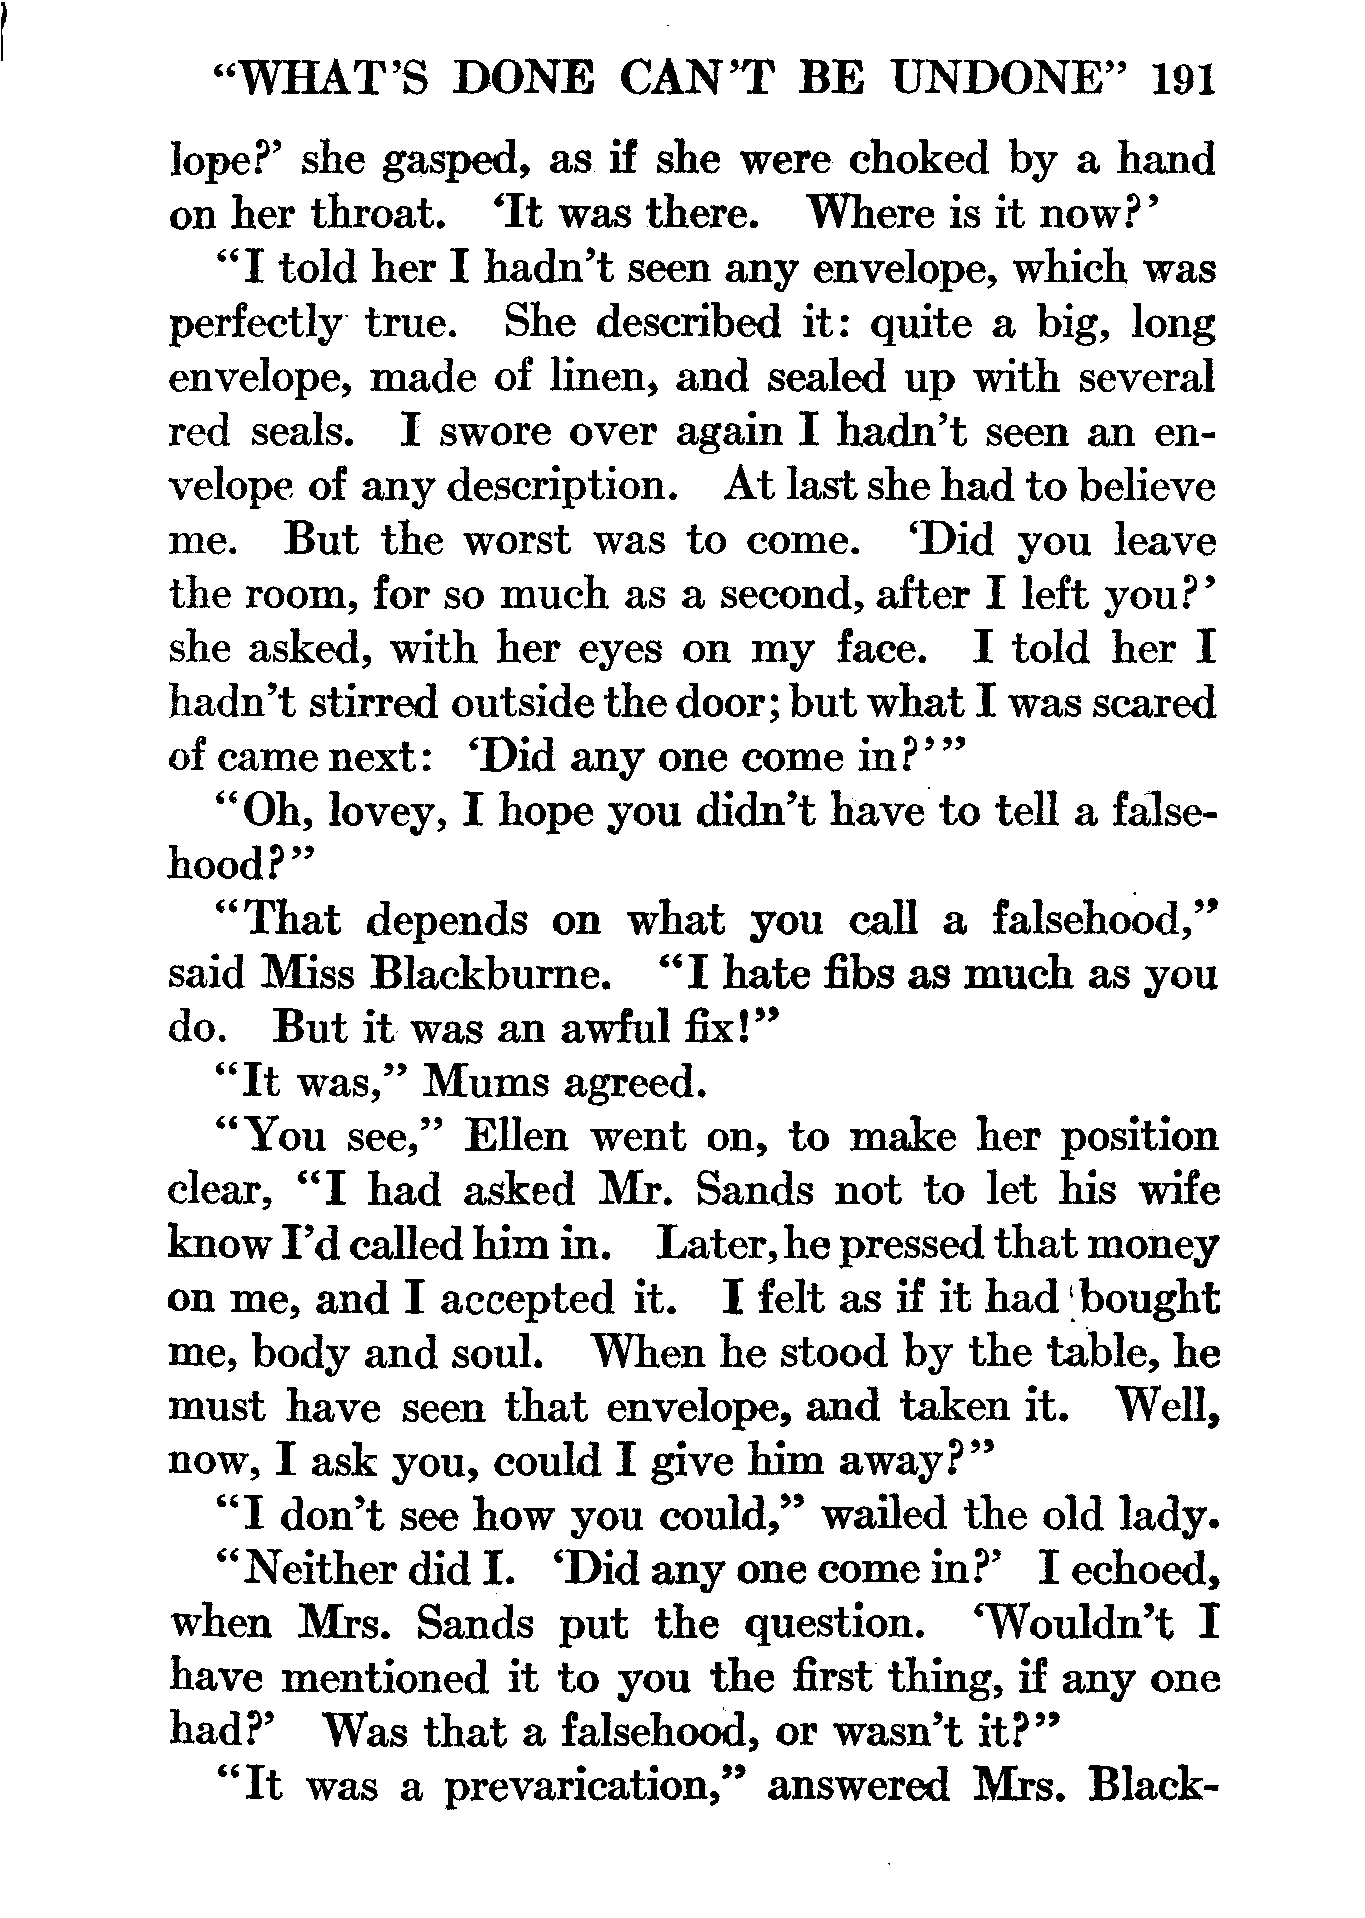 “WHAT’S DONE CAN’T BE UNDONE” 191
lope?’ she gasped, as if she were choked by a hand
on her throat. ‘It was there. Where is it now?’
“I told her I hadn’t seen any envelope, which was
perfectly true. She described it: quite a big, long
envelope, made of linen, and sealed up with several
red seals. I swore over again I hadn’t seen an en-
velope of any description. At last she had to believe
me. But the worst was to come. ‘Did you leave
the room, for so much as a second, after I left you?’
she asked, with her eyes on my face. I told her I
hadn’t stirred outside the door; but what I was scared
of came next: ‘Did any one come in?’”
“Oh, lovey, I hope you didn’t have to tell a false-
hood?”
“That depends on what you call a falsehood,”
said Miss Blackburne. “I hate fibs as much as you
do. But it was an awful fix!”
“It was,” Mums agreed.
“You see,” Ellen went on, to make her position
clear, “I had asked Mr. Sands not to let his wife
know I’d called him in. Later, he pressed that money
on me, and I accepted it. I felt as if it had bought
me, body and soul. When he stood by the table, he
must have seen that envelope, and taken it. Well,
now, I ask you, could I give him away?”
“I don’t see how you could,” wailed the old lady.
“Neither did I. ‘Did any one come in?’ I echoed,
when Mrs. Sands put the question. ‘Wouldn’t I
have mentioned it to you the first thing, if any one
had?’ Was that a falsehood, or wasn’t it?”
“It was a prevarication,” answered Mrs. Black-